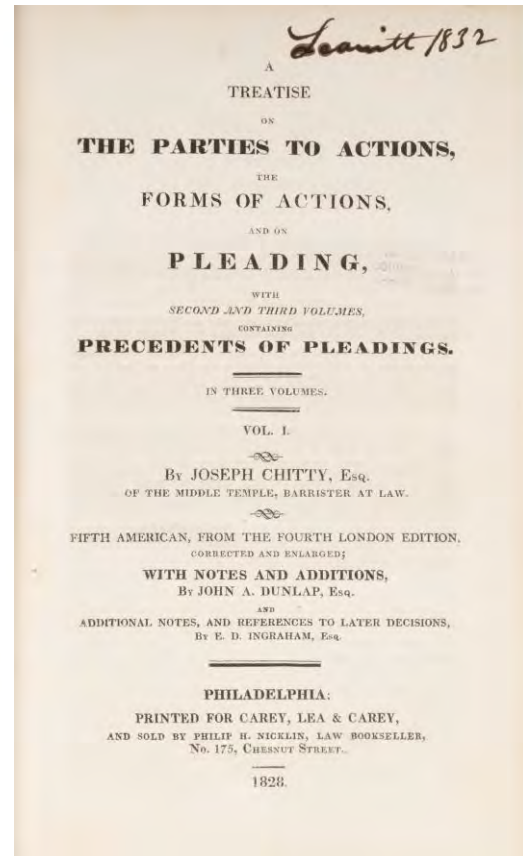 Leavitt 1832
A
TREATISE
ON
THE PARTIES TO ACTIONS,
THE
FORMS OF ACTIONS,
AND ON
PLEADING,
WITH
SECOND AND THIRD VOLUMES,
CONTAINING
PRECEDENTS OF PLEADINGS.
IN THREE VOLUMES.
VOL. I.
BY JOSEPH CHITTY, ESQ.
OF THE MIDDLE TEMPLE, BARRISTER AT LAW.
FIFTH AMERICAN, FROM THE FOURTH LONDON EDITION,
CORRECTED AND ENLARGED;
WITH NOTES AND ADDITIONS,
BY JOHN A. DUNLAP, ESQ.
AND
ADDITIONAL NOTES, AND REFERENCES TO LATER DECISIONS,
BY E. D. INGRAHAM, ESQ.
PHILADELPHIA:
PRINTED FOR CAREY, LEA & CAREY,
AND SOLD BY PHILIP H. NICKLIN, LAW BOOKSELLER,
No. 175, CHESNUT STREET.
1828.